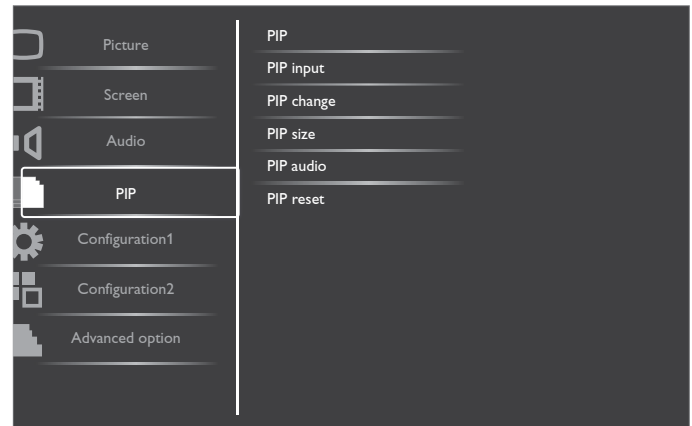 Picture
Screen
Audio
PIP
Configuration1
Configuration2
Advanced option
PIP
PIP input
PIP change
PIP size
PIP audio
PIP reset